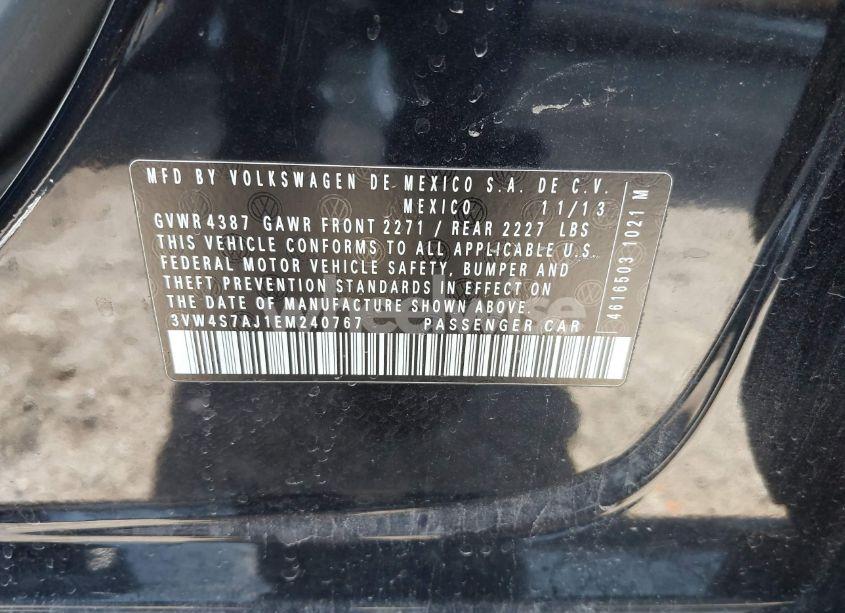 MFD BY VOLKSWAGEN DE MEXICO S.A. DE C.V.
MEXICO 11/13
GVWR 4387 GAWR FRONT 2271 / REAR 2227 LBS
THIS VEHICLE CONFORMS TO ALL APPLICABLE U.S.
FEDERAL MOTOR VEHICLE SAFETY, BUMPER AND
THEFT PREVENTION STANDARDS IN EFFECT ON
THE DATE OF MANUFACTURE SHOWN ABOVE.
3VW4S7AJ1EM240767 PASSENGER CAR
4616503 1021 M